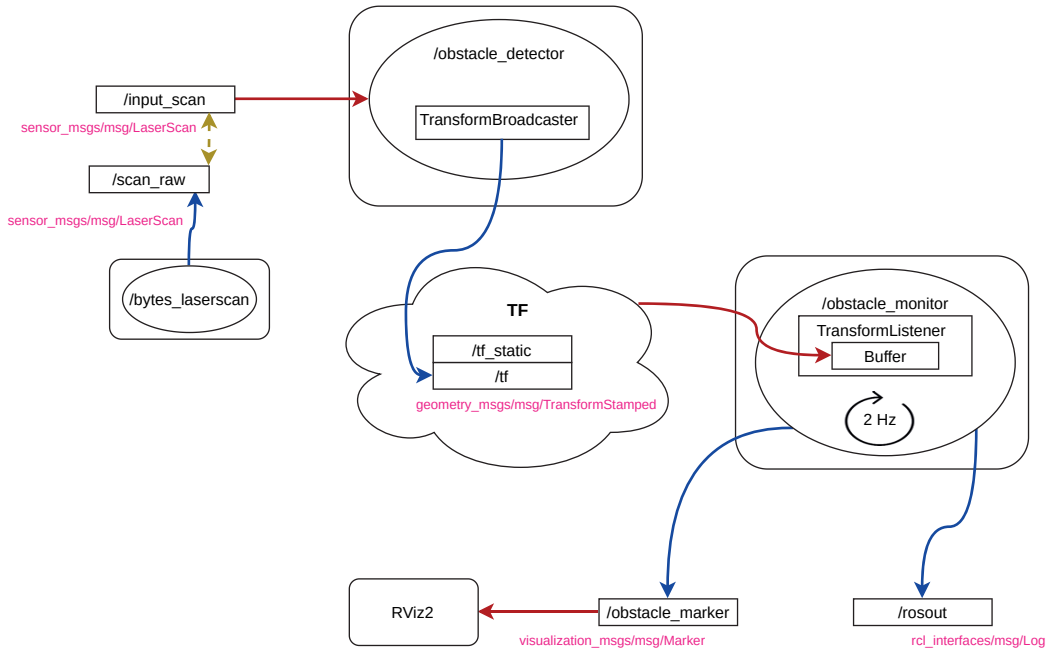 /obstacle_detector
TransformBroadcaster
/input_scan
sensor_msgs/msg/LaserScan
/scan_raw
sensor_msgs/msg/LaserScan
/bytes_laserscan
TF
/tf_static
/tf
geometry_msgs/msg/TransformStamped
/obstacle_monitor
TransformListener
Buffer
2 Hz
RViz2
/obstacle_marker
visualization_msgs/msg/Marker
/rosout
rcl_interfaces/msg/Log